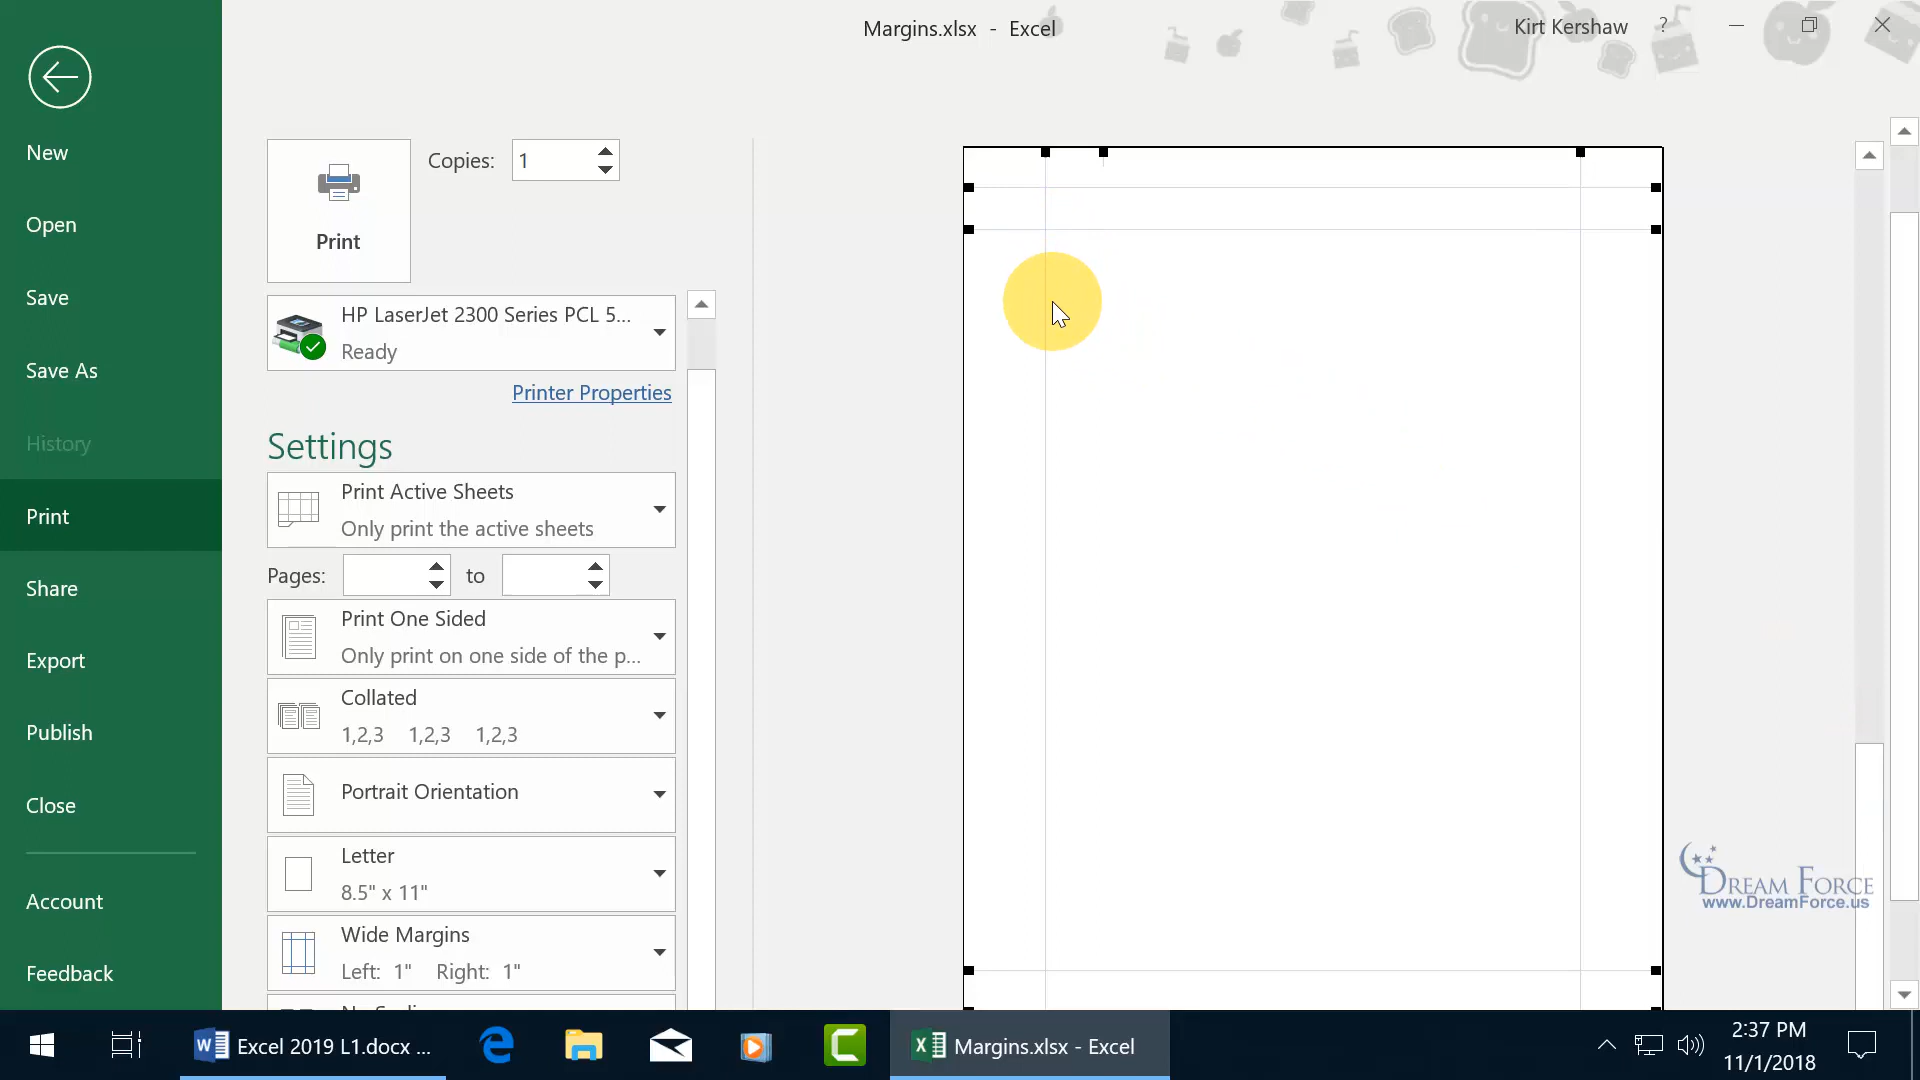 Margins.xlsx - Excel
Kirt Kershaw
?
New
Open
Save
Save As
History
Print
Share
Export
Publish
Close
Account
Feedback
Print
Copies:
1
HP LaserJet 2300 Series PCL 5...
Ready
Printer Properties
Settings
Print Active Sheets
Only print the active sheets
Pages:
to
Print One Sided
Only print on one side of the p...
Collated
1,2,3 1,2,3 1,2,3
Portrait Orientation
Letter
8.5" x 11"
Wide Margins
Left: 1" Right: 1"
DREAM FORCE
www.DreamForce.us
Excel 2019 L1.docx ...
Margins.xlsx - Excel
2:37 PM
11/1/2018